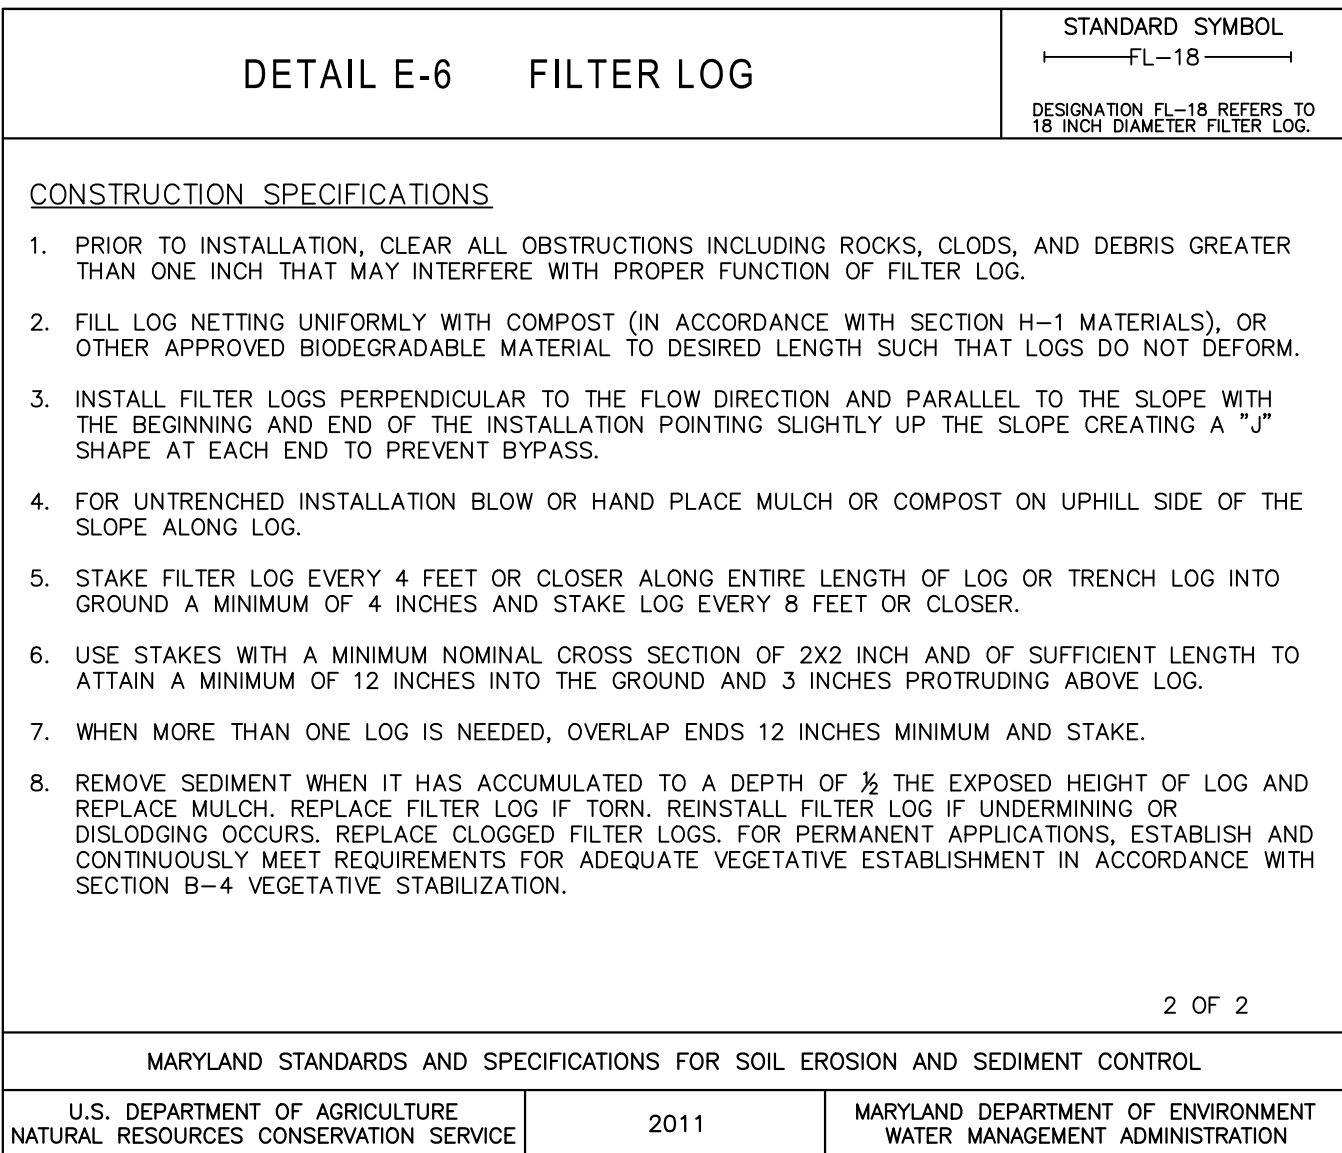 DETAIL E-6 FILTER LOG
STANDARD SYMBOL
FL-18
DESIGNATION FL-18 REFERS TO
18 INCH DIAMETER FILTER LOG.
CONSTRUCTION SPECIFICATIONS
1. PRIOR TO INSTALLATION, CLEAR ALL OBSTRUCTIONS INCLUDING ROCKS, CLODS, AND DEBRIS GREATER
THAN ONE INCH THAT MAY INTERFERE WITH PROPER FUNCTION OF FILTER LOG.
2. FILL LOG NETTING UNIFORMLY WITH COMPOST (IN ACCORDANCE WITH SECTION H-1 MATERIALS), OR
OTHER APPROVED BIODEGRADABLE MATERIAL TO DESIRED LENGTH SUCH THAT LOGS DO NOT DEFORM.
3. INSTALL FILTER LOGS PERPENDICULAR TO THE FLOW DIRECTION AND PARALLEL TO THE SLOPE WITH
THE BEGINNING AND END OF THE INSTALLATION POINTING SLIGHTLY UP THE SLOPE CREATING A "J"
SHAPE AT EACH END TO PREVENT BYPASS.
4. FOR UNTRENCHED INSTALLATION BLOW OR HAND PLACE MULCH OR COMPOST ON UPHILL SIDE OF THE
SLOPE ALONG LOG.
5. STAKE FILTER LOG EVERY 4 FEET OR CLOSER ALONG ENTIRE LENGTH OF LOG OR TRENCH LOG INTO
GROUND A MINIMUM OF 4 INCHES AND STAKE LOG EVERY 8 FEET OR CLOSER.
6. USE STAKES WITH A MINIMUM NOMINAL CROSS SECTION OF 2X2 INCH AND OF SUFFICIENT LENGTH TO
ATTAIN A MINIMUM OF 12 INCHES INTO THE GROUND AND 3 INCHES PROTRUDING ABOVE LOG.
7. WHEN MORE THAN ONE LOG IS NEEDED, OVERLAP ENDS 12 INCHES MINIMUM AND STAKE.
8. REMOVE SEDIMENT WHEN IT HAS ACCUMULATED TO A DEPTH OF ½ THE EXPOSED HEIGHT OF LOG AND
REPLACE MULCH. REPLACE FILTER LOG IF TORN. REINSTALL FILTER LOG IF UNDERMINING OR
DISLODGING OCCURS. REPLACE CLOGGED FILTER LOGS. FOR PERMANENT APPLICATIONS, ESTABLISH AND
CONTINUOUSLY MEET REQUIREMENTS FOR ADEQUATE VEGETATIVE ESTABLISHMENT IN ACCORDANCE WITH
SECTION B-4 VEGETATIVE STABILIZATION.
2 OF 2
MARYLAND STANDARDS AND SPECIFICATIONS FOR SOIL EROSION AND SEDIMENT CONTROL
U.S. DEPARTMENT OF AGRICULTURE
NATURAL RESOURCES CONSERVATION SERVICE
2011
MARYLAND DEPARTMENT OF ENVIRONMENT
WATER MANAGEMENT ADMINISTRATION